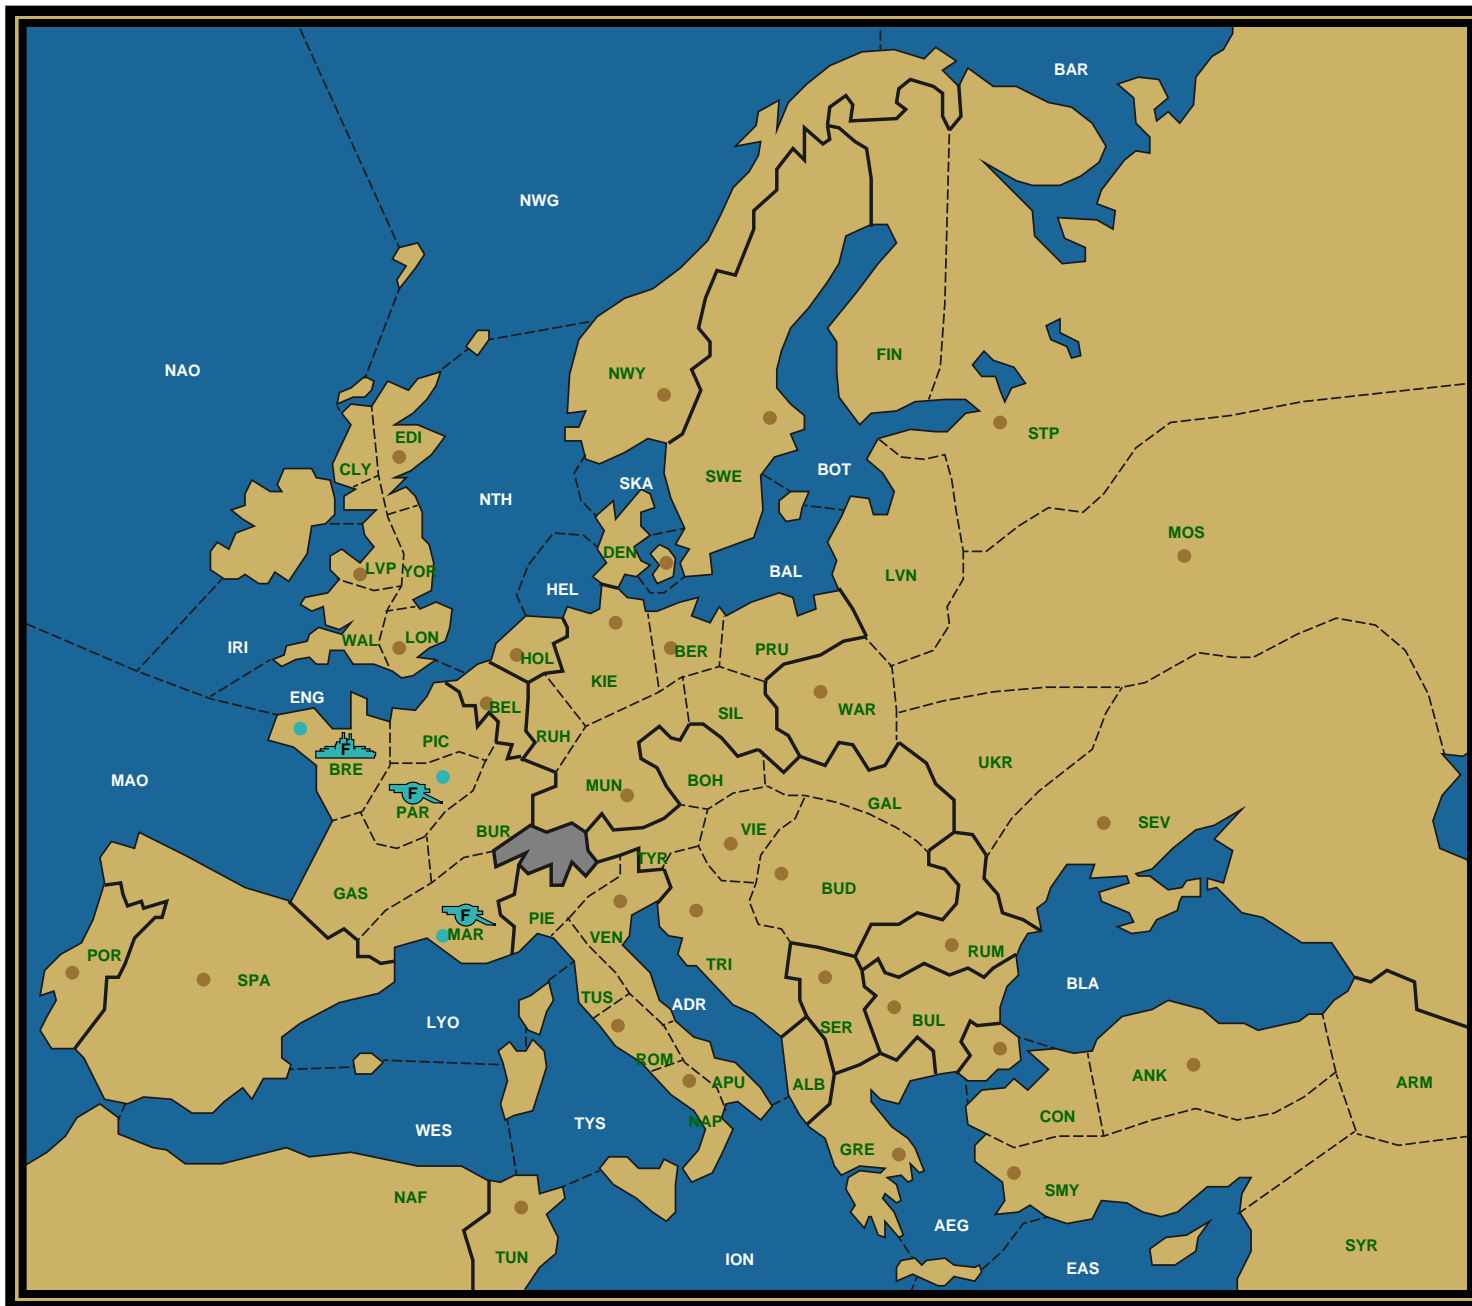 BAR
NWG
NAO
FIN
NWY
STP
EDI
CLY
SWE
BOT
SKA
NTH
MOS
DEN
LVP
YOR
BAL
LVN
HEL
IRI
WAL
LON
HOL
BER
PRU
KIE
ENG
BEL
SIL
WAR
RUH
PIC
F
BRE
UKR
MAO
MUN
BOH
F
PAR
GAL
SEV
BUR
VIE
TYR
BUD
GAS
F
MAR
PIE
VEN
RUM
POR
SPA
TRI
BLA
TUS
ADR
LYO
SER
BUL
ROM
APU
ALB
ANK
ARM
CON
NAP
WES
TYS
GRE
SMY
NAF
AEG
TUN
ION
SYR
EAS